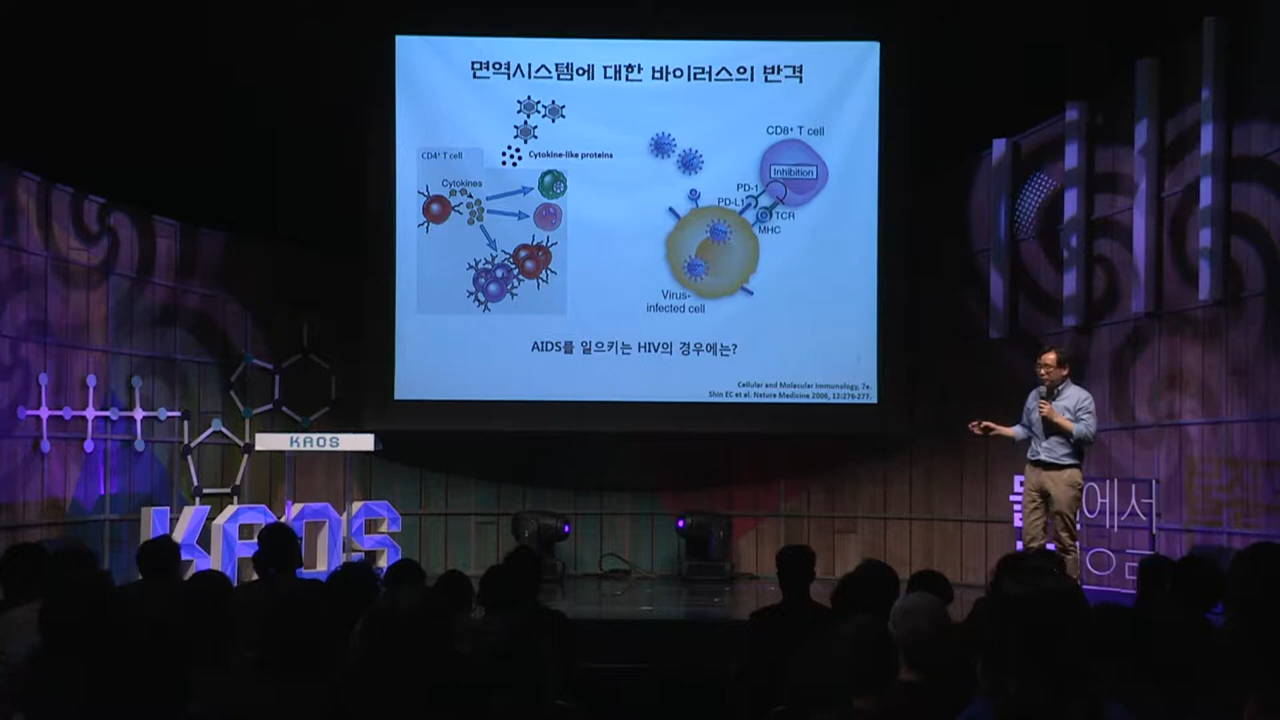 면역시스템에 대한 바이러스의 반격
CD4+ T cell
Cytokine-like proteins
Cytokines
CD8+ T cell
Inhibition
PD-1
PD-L1
TCR
MHC
Virus-
infected cell
AIDS를 일으키는 HIV의 경우에는?
Cellular and Molecular Immunology, 7e.
Shin EC et al. Nature Medicine 2006, 12:276-277.
KAOS
KAOS
에서
으